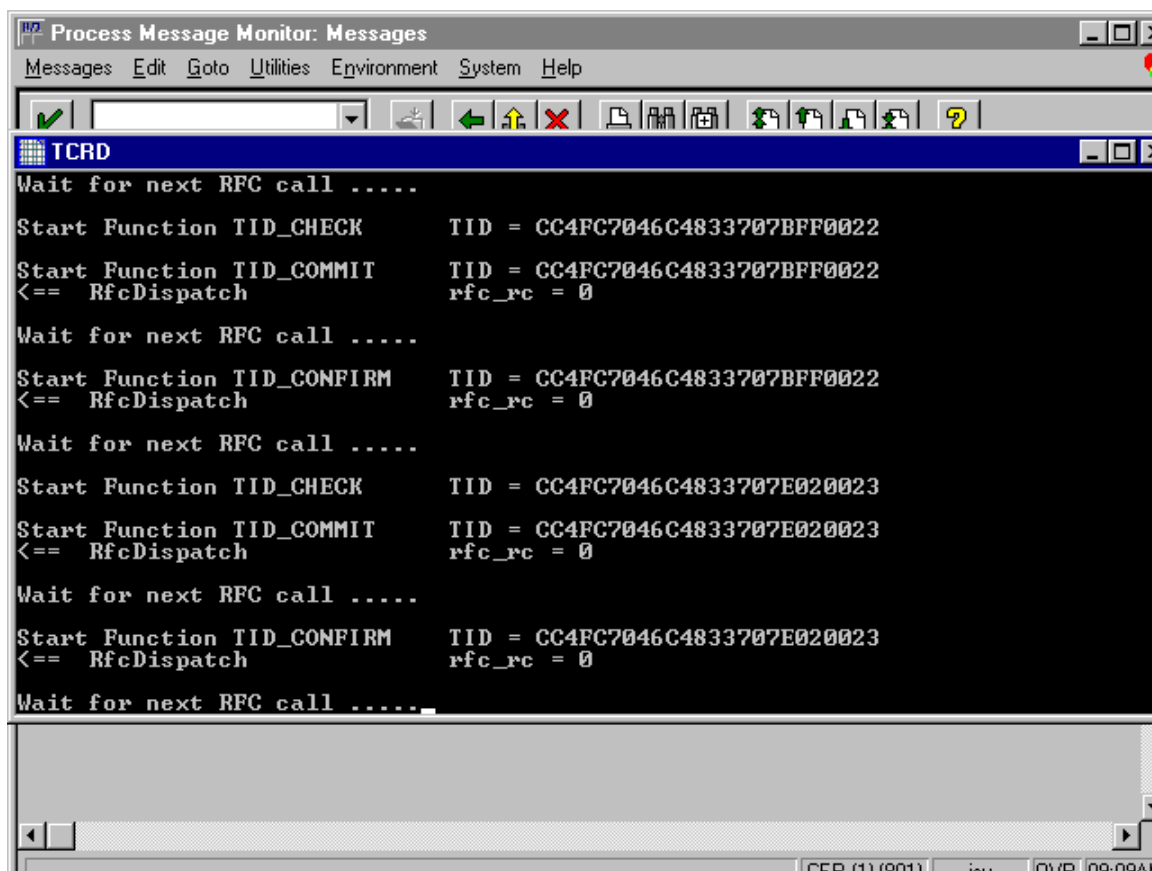 Process Message Monitor: Messages
Messages Edit Goto Utilities Environment System Help
TCRD
Wait for next RFC call .....
Start Function TID_CHECK TID = CC4FC7046C4833707BFF0022
Start Function TID_COMMIT TID = CC4FC7046C4833707BFF0022
<== RfcDispatch rfc_rc = 0
Wait for next RFC call .....
Start Function TID_CONFIRM TID = CC4FC7046C4833707BFF0022
<== RfcDispatch rfc_rc = 0
Wait for next RFC call .....
Start Function TID_CHECK TID = CC4FC7046C4833707E020023
Start Function TID_COMMIT TID = CC4FC7046C4833707E020023
<== RfcDispatch rfc_rc = 0
Wait for next RFC call .....
Start Function TID_CONFIRM TID = CC4FC7046C4833707E020023
<== RfcDispatch rfc_rc = 0
Wait for next RFC call .....
(1) (801) OVR